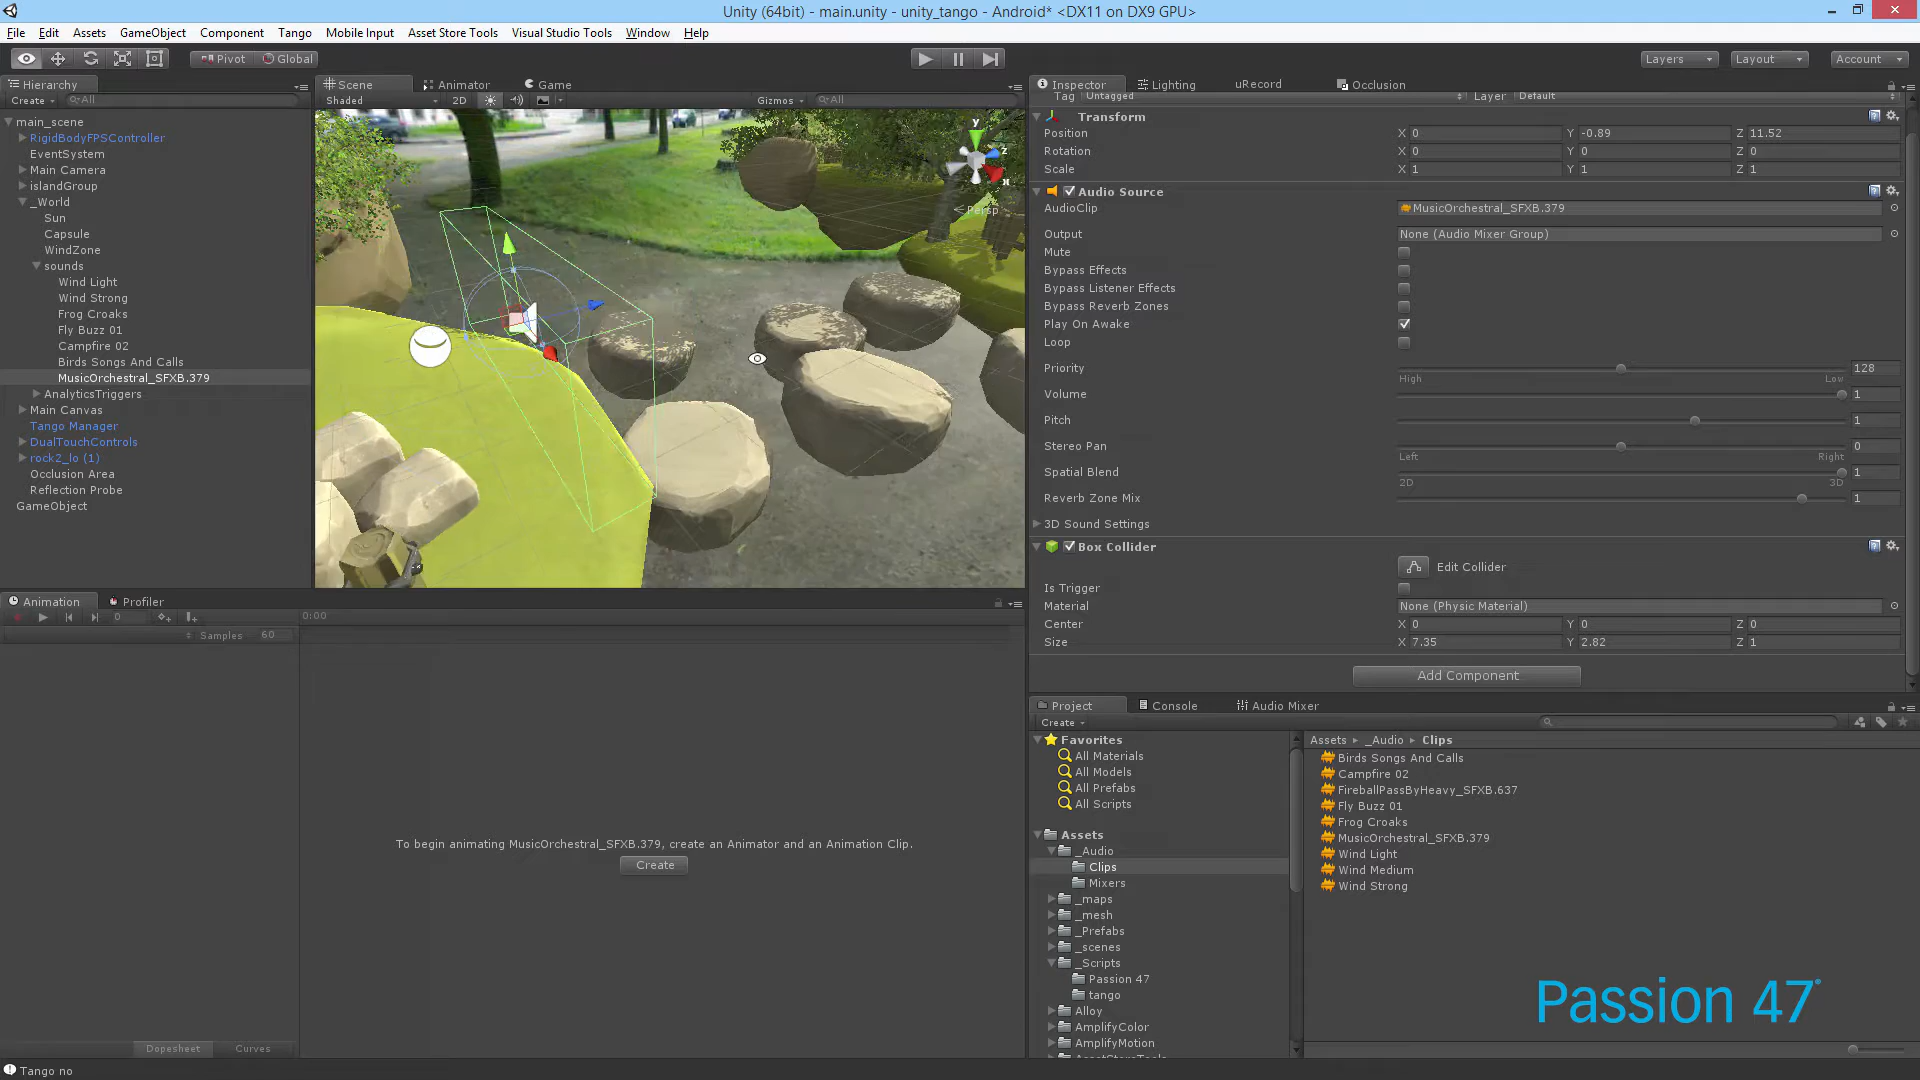 Unity (64bit) - main.unity - unity_tango - Android* <DX11 on DX9 GPU>
File Edit Assets GameObject Component Tango Mobile Input Asset Store Tools Visual Studio Tools Window Help
Pivot Global Layers Layout Account
Hierarchy
Create All
main_scene
RigidBodyFPSController
EventSystem
Main Camera
islandGroup
_World
Sun
Capsule
WindZone
sounds
Wind Light
Wind Strong
Frog Croaks
Fly Buzz 01
Campfire 02
Birds Songs And Calls
MusicOrchestral_SFXB.379
AnalyticsTriggers
Main Canvas
Tango Manager
DualTouchControls
rock2_lo (1)
Occlusion Area
Reflection Probe
GameObject
Scene Animator Game
Shaded 2D Gizmos All
y
z
x
Persp
Inspector Lighting uRecord Occlusion
Tag Untagged Layer Default
Transform
Position X 0 Y -0.89 Z 11.52
Rotation X 0 Y 0 Z 0
Scale X 1 Y 1 Z 1
Audio Source
AudioClip MusicOrchestral_SFXB.379
Output None (Audio Mixer Group)
Mute
Bypass Effects
Bypass Listener Effects
Bypass Reverb Zones
Play On Awake
Loop
Priority 128
High Low
Volume 1
Pitch 1
Stereo Pan 0
Left Right
Spatial Blend 1
2D 3D
Reverb Zone Mix 1
3D Sound Settings
Box Collider
Edit Collider
Is Trigger
Material None (Physic Material)
Center X 0 Y 0 Z 0
Size X 7.35 Y 2.82 Z 1
Add Component
Animation Profiler
0 0:00
Samples 60
To begin animating MusicOrchestral_SFXB.379, create an Animator and an Animation Clip.
Create
Dopesheet Curves
Tango no
Project Console Audio Mixer
Create
Favorites
All Materials
All Models
All Prefabs
All Scripts
Assets
_Audio
Clips
Mixers
_maps
_mesh
_Prefabs
_scenes
_Scripts
Passion 47
tango
Alloy
AmplifyColor
AmplifyMotion
AssetStoreTools
Assets _Audio Clips
Birds Songs And Calls
Campfire 02
FireballPassByHeavy_SFXB.637
Fly Buzz 01
Frog Croaks
MusicOrchestral_SFXB.379
Wind Light
Wind Medium
Wind Strong
Passion 47